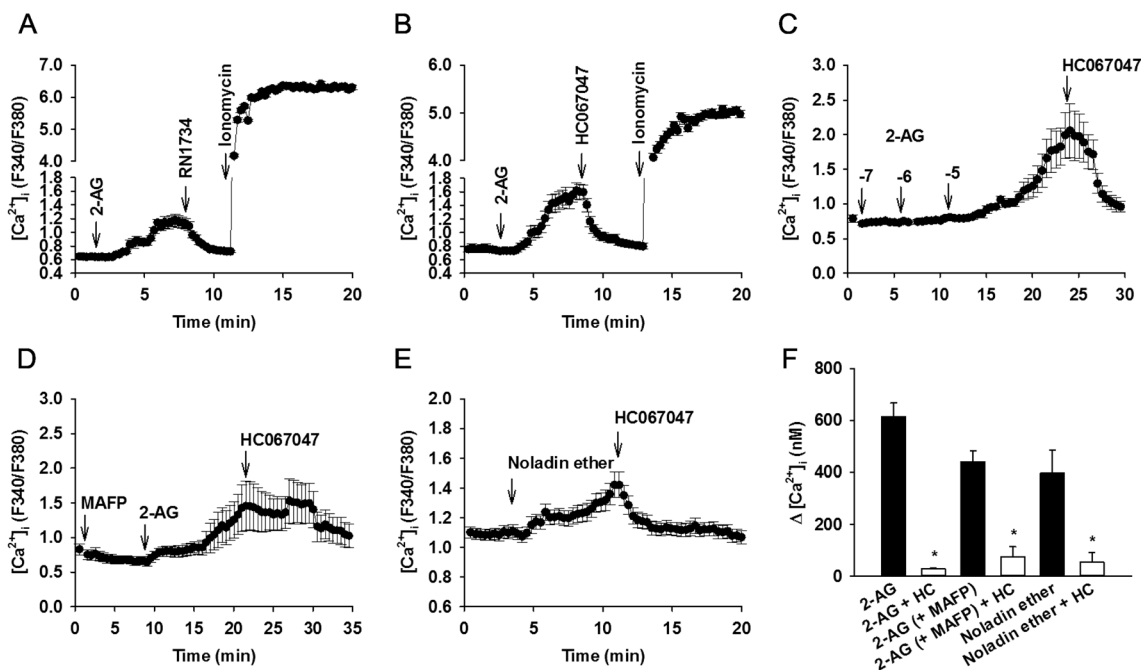 A
[Ca²⁺]ᵢ (F340/F380)
7.0
6.0
5.0
4.0
1.8
1.6
1.4
1.2
1.0
0.8
0.6
0.4
2-AG
RN1734
Ionomycin
0 5 10 15 20
Time (min)
B
[Ca²⁺]ᵢ (F340/F380)
6.0
5.0
4.0
1.8
1.6
1.4
1.2
1.0
0.8
0.6
0.4
2-AG
HC067047
Ionomycin
0 5 10 15 20
Time (min)
C
[Ca²⁺]ᵢ (F340/F380)
3.0
2.5
2.0
1.5
1.0
0.5
0.0
HC067047
2-AG
-7 -6 -5
0 5 10 15 20 25 30
Time (min)
D
[Ca²⁺]ᵢ (F340/F380)
3.0
2.5
2.0
1.5
1.0
0.5
0.0
MAFP
2-AG
HC067047
0 5 10 15 20 25 30 35
Time (min)
E
[Ca²⁺]ᵢ (F340/F380)
2.0
1.8
1.6
1.4
1.2
1.0
0.8
0.6
HC067047
Noladin ether
0 5 10 15 20
Time (min)
F
Δ [Ca²⁺]ᵢ (nM)
800
600
400
200
0
* * *
2-AG
2-AG + HC
2-AG (+ MAFP)
2-AG (+ MAFP) + HC
Noladin ether
Noladin ether + HC